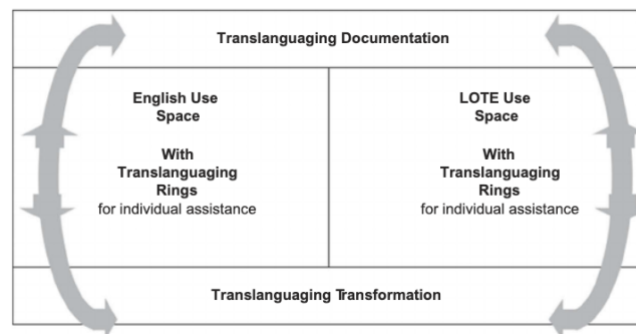 Translanguaging Documentation
English Use
Space
With
Translanguaging
Rings
for individual assistance
LOTE Use
Space
With
Translanguaging
Rings
for individual assistance
Translanguaging Transformation